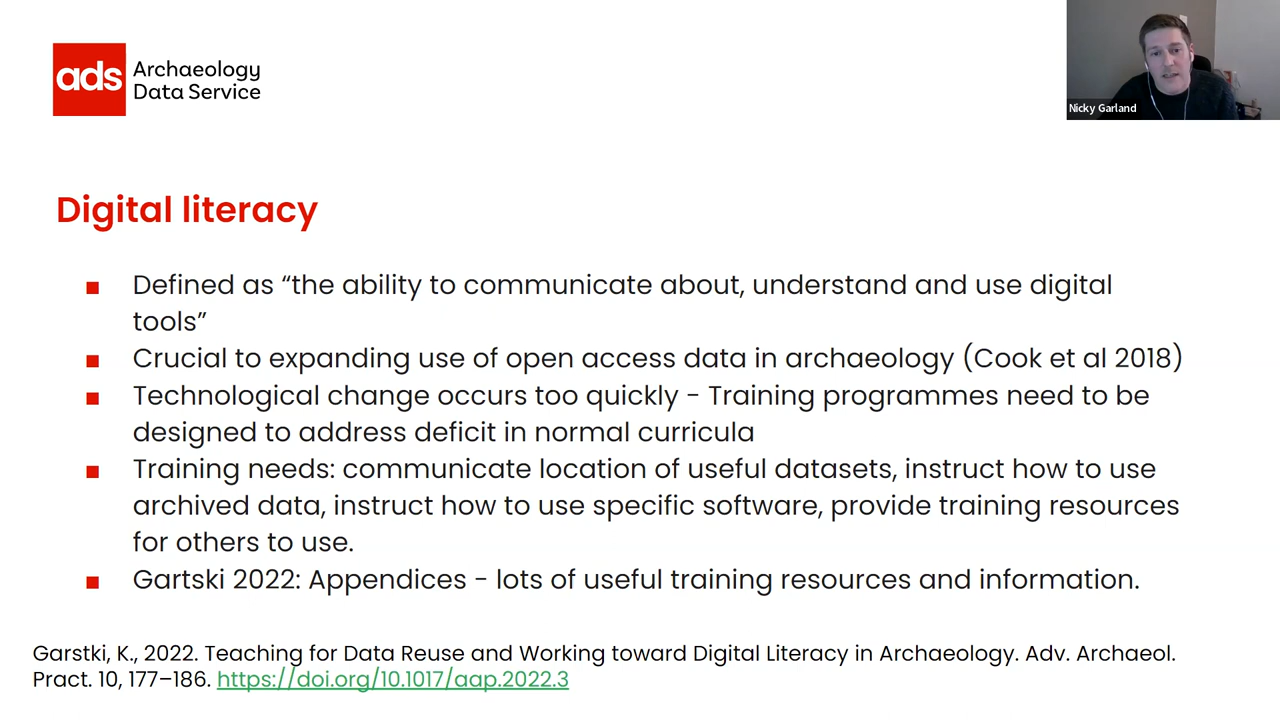 ads Archaeology
Data Service
Nicky Garland
Digital literacy
Defined as “the ability to communicate about, understand and use digital
tools”
Crucial to expanding use of open access data in archaeology (Cook et al 2018)
Technological change occurs too quickly - Training programmes need to be
designed to address deficit in normal curricula
Training needs: communicate location of useful datasets, instruct how to use
archived data, instruct how to use specific software, provide training resources
for others to use.
Gartski 2022: Appendices - lots of useful training resources and information.
Garstki, K., 2022. Teaching for Data Reuse and Working toward Digital Literacy in Archaeology. Adv. Archaeol.
Pract. 10, 177–186. https://doi.org/10.1017/aap.2022.3